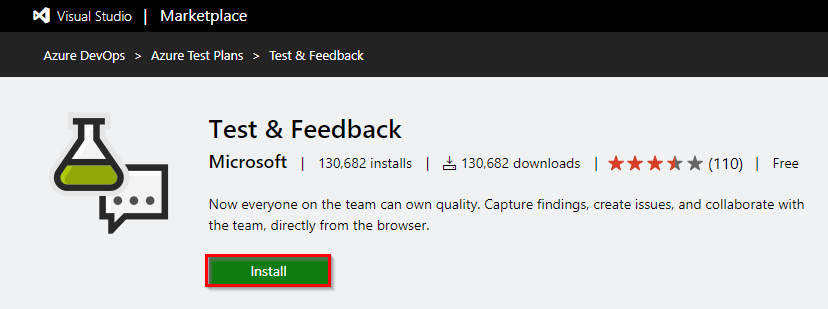 Visual Studio | Marketplace
Azure DevOps > Azure Test Plans > Test & Feedback
Test & Feedback
Microsoft | 130,682 installs | 130,682 downloads | (110) | Free
Now everyone on the team can own quality. Capture findings, create issues, and collaborate with
the team, directly from the browser.
Install